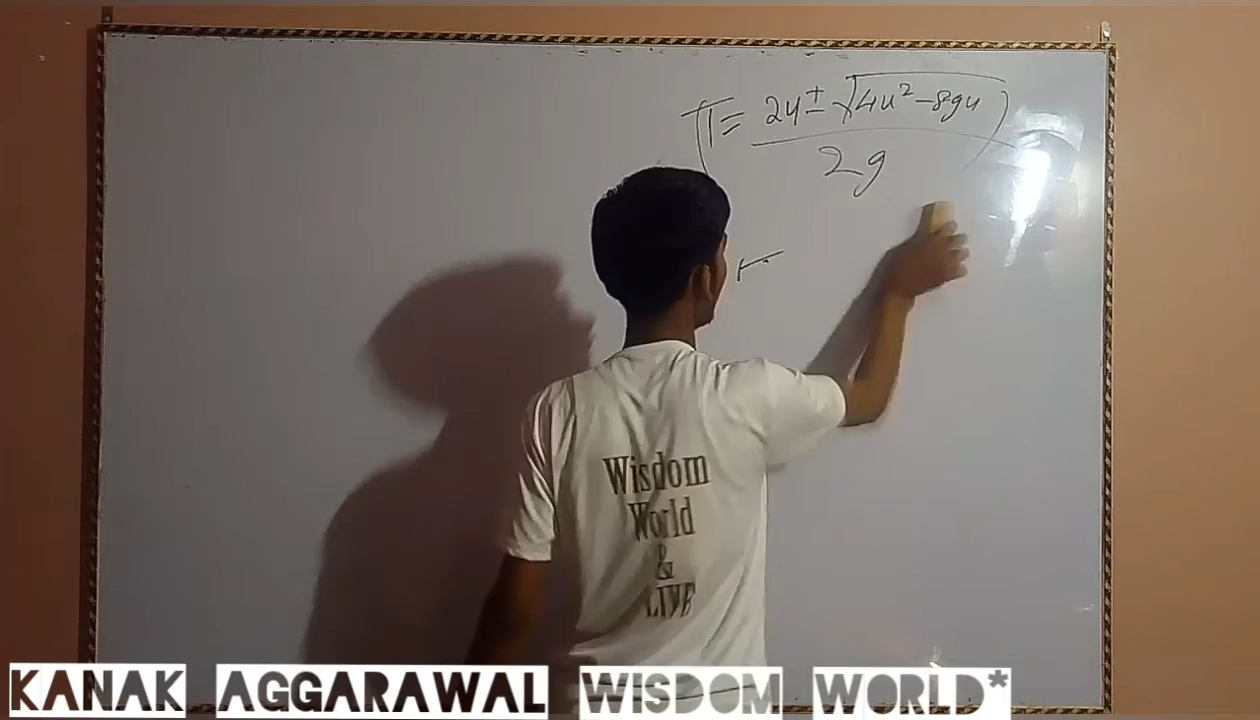 T = 2u ± √(4u² - 8gu) / 2g
Wisdom
World
&
LIVE
KANAK AGGARAWAL WISDOM WORLD*